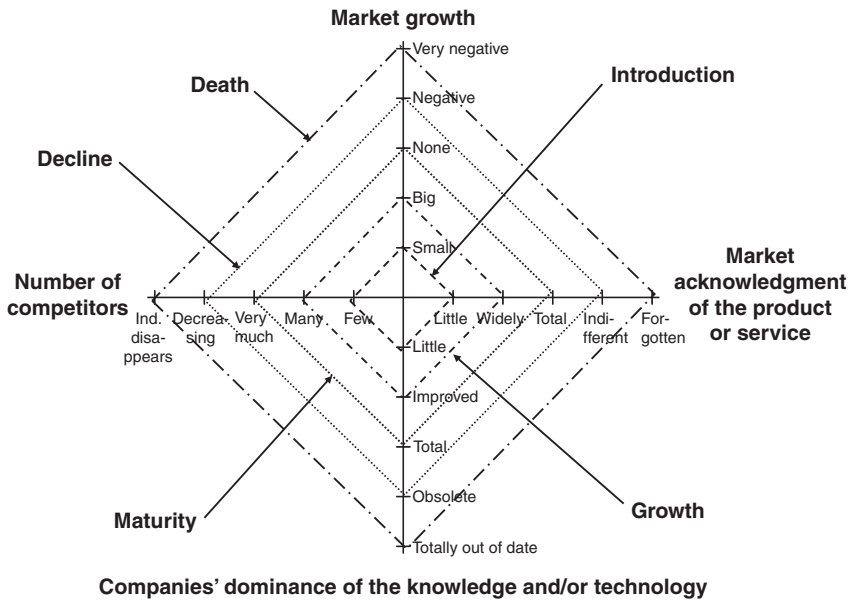 Market growth
Very negative
Introduction
Death
Negative
None
Decline
Big
Small
Number of
competitors
Market
acknowledgment
of the product
or service
Ind.
disa-
ppears
Decrea-
sing
Very
much
Many
Few
Little
Widely
Total
Indi-
fferent
For-
gotten
Little
Improved
Total
Obsolete
Maturity
Growth
Totally out of date
Companies’ dominance of the knowledge and/or technology